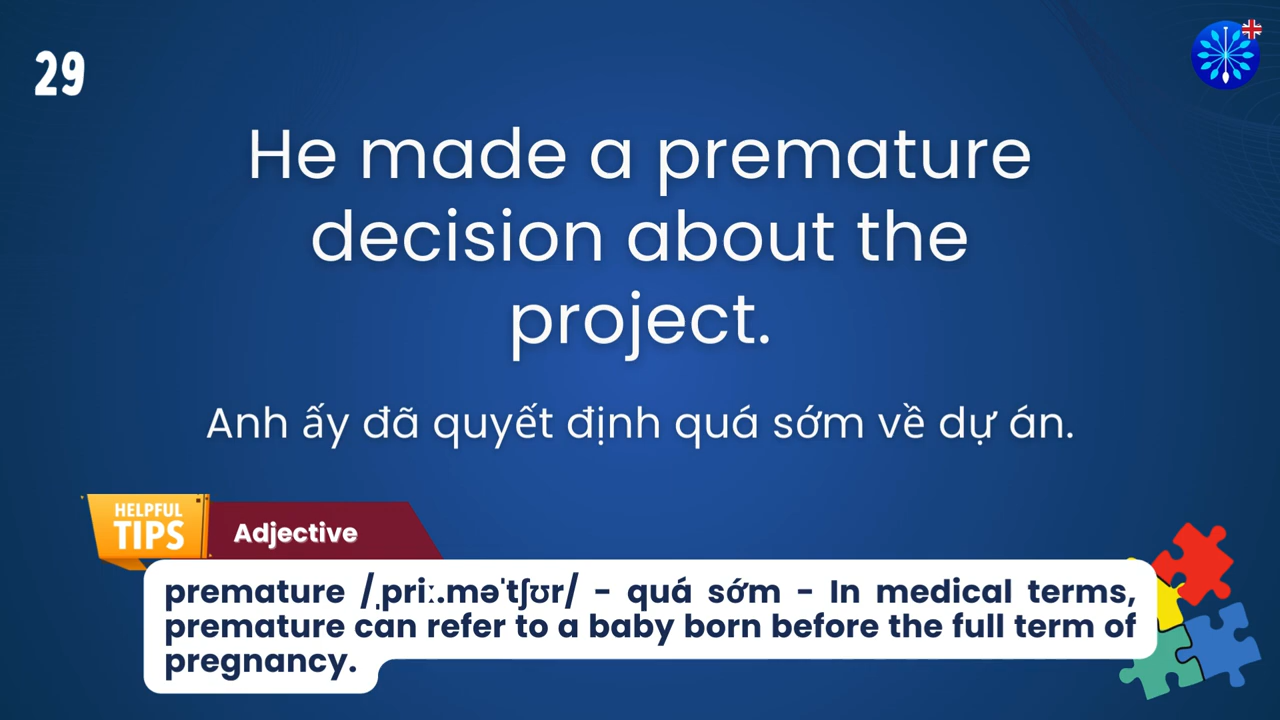 29
He made a premature
decision about the
project.
Anh ấy đã quyết định quá sớm về dự án.
HELPFUL
TIPS
Adjective
premature /ˌpriː.məˈtʃʊr/ - quá sớm - In medical terms,
premature can refer to a baby born before the full term of
pregnancy.